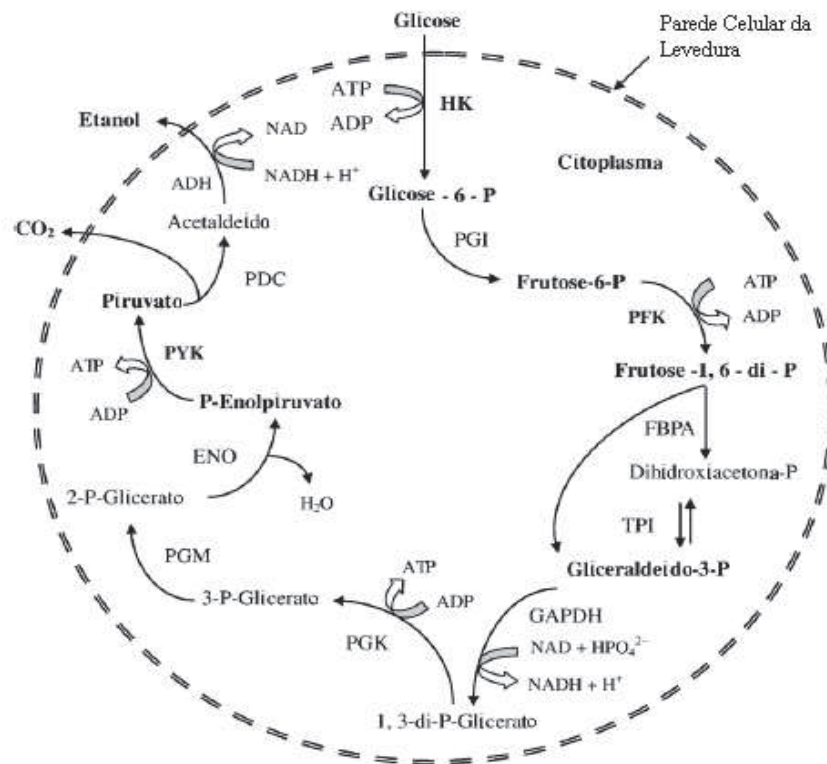 Glicose
Parede Celular da
Levedura
ATP
HK
ADP
Etanol
NAD
NADH + H⁺
ADH
Citoplasma
Glicose - 6 - P
Acetaldeido
CO₂
PGI
PDC
Piruvato
Frutose-6-P
ATP
PFK
ADP
PYK
ATP
ADP
Frutose -1, 6 - di - P
P-Enolpiruvato
FBPA
ENO
Dihidroxiacetona-P
2-P-Glicerato
H₂O
TPI
PGM
Gliceraldeido-3-P
ATP
3-P-Glicerato
ADP
GAPDH
PGK
NAD + HPO₄²⁻
NADH + H⁺
1, 3-di-P-Glicerato